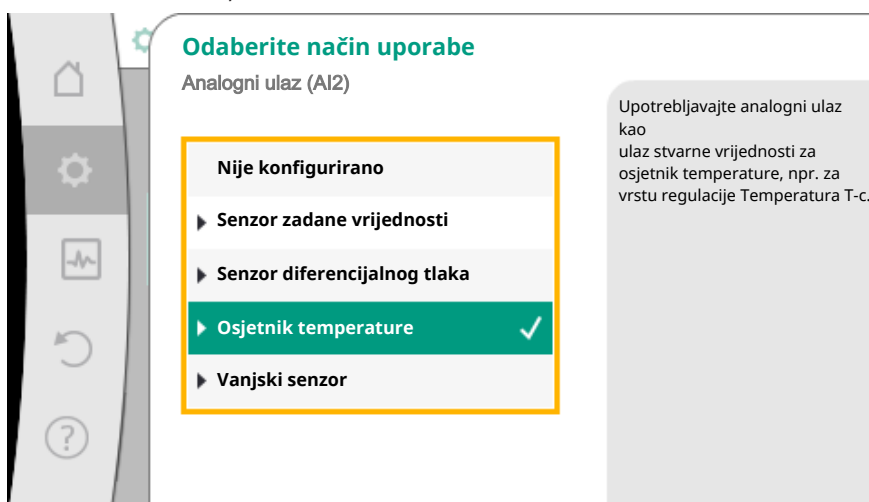 Odaberite način uporabe
Analogni ulaz (AI2)
Nije konfigurirano
Senzor zadane vrijednosti
Senzor diferencijalnog tlaka
Osjetnik temperature
Vanjski senzor
Upotrebljavajte analogni ulaz
kao
ulaz stvarne vrijednosti za
osjetnik temperature, npr. za
vrstu regulacije Temperatura T-c.
?